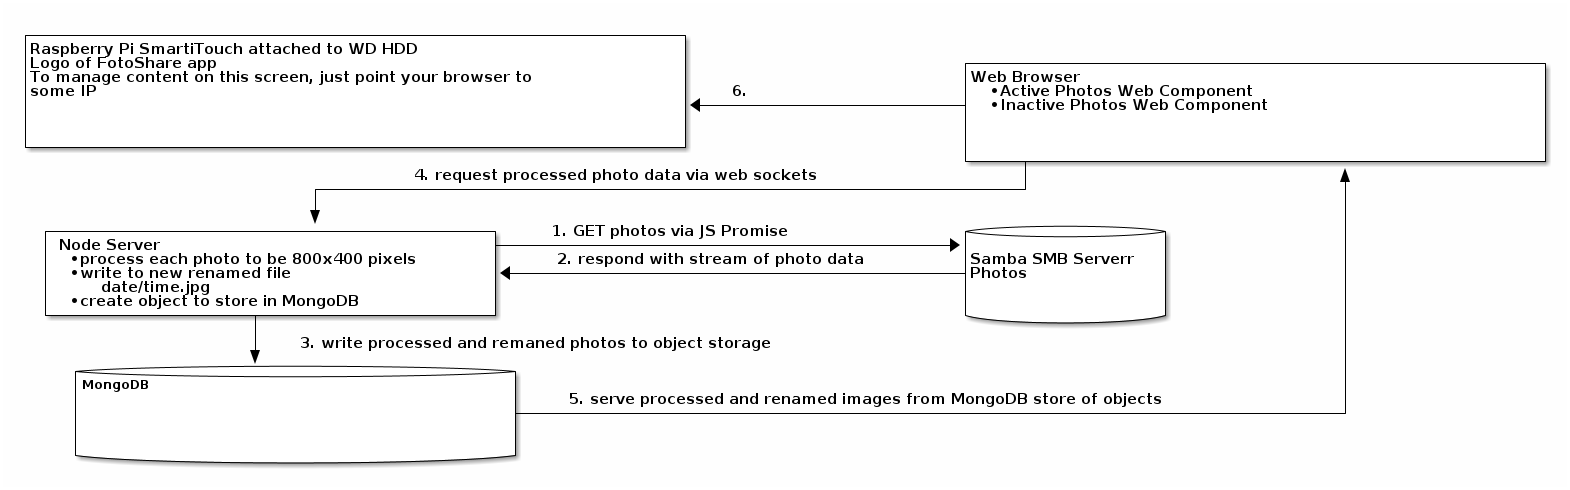 Raspberry Pi SmartiTouch attached to WD HDD
Logo of FotoShare app
To manage content on this screen, just point your browser to
some IP
6.
Web Browser
•Active Photos Web Component
•Inactive Photos Web Component
4. request processed photo data via web sockets
Node Server
•process each photo to be 800x400 pixels
•write to new renamed file
date/time.jpg
•create object to store in MongoDB
1. GET photos via JS Promise
2. respond with stream of photo data
Samba SMB Serverr
Photos
3. write processed and remaned photos to object storage
MongoDB
5. serve processed and renamed images from MongoDB store of objects